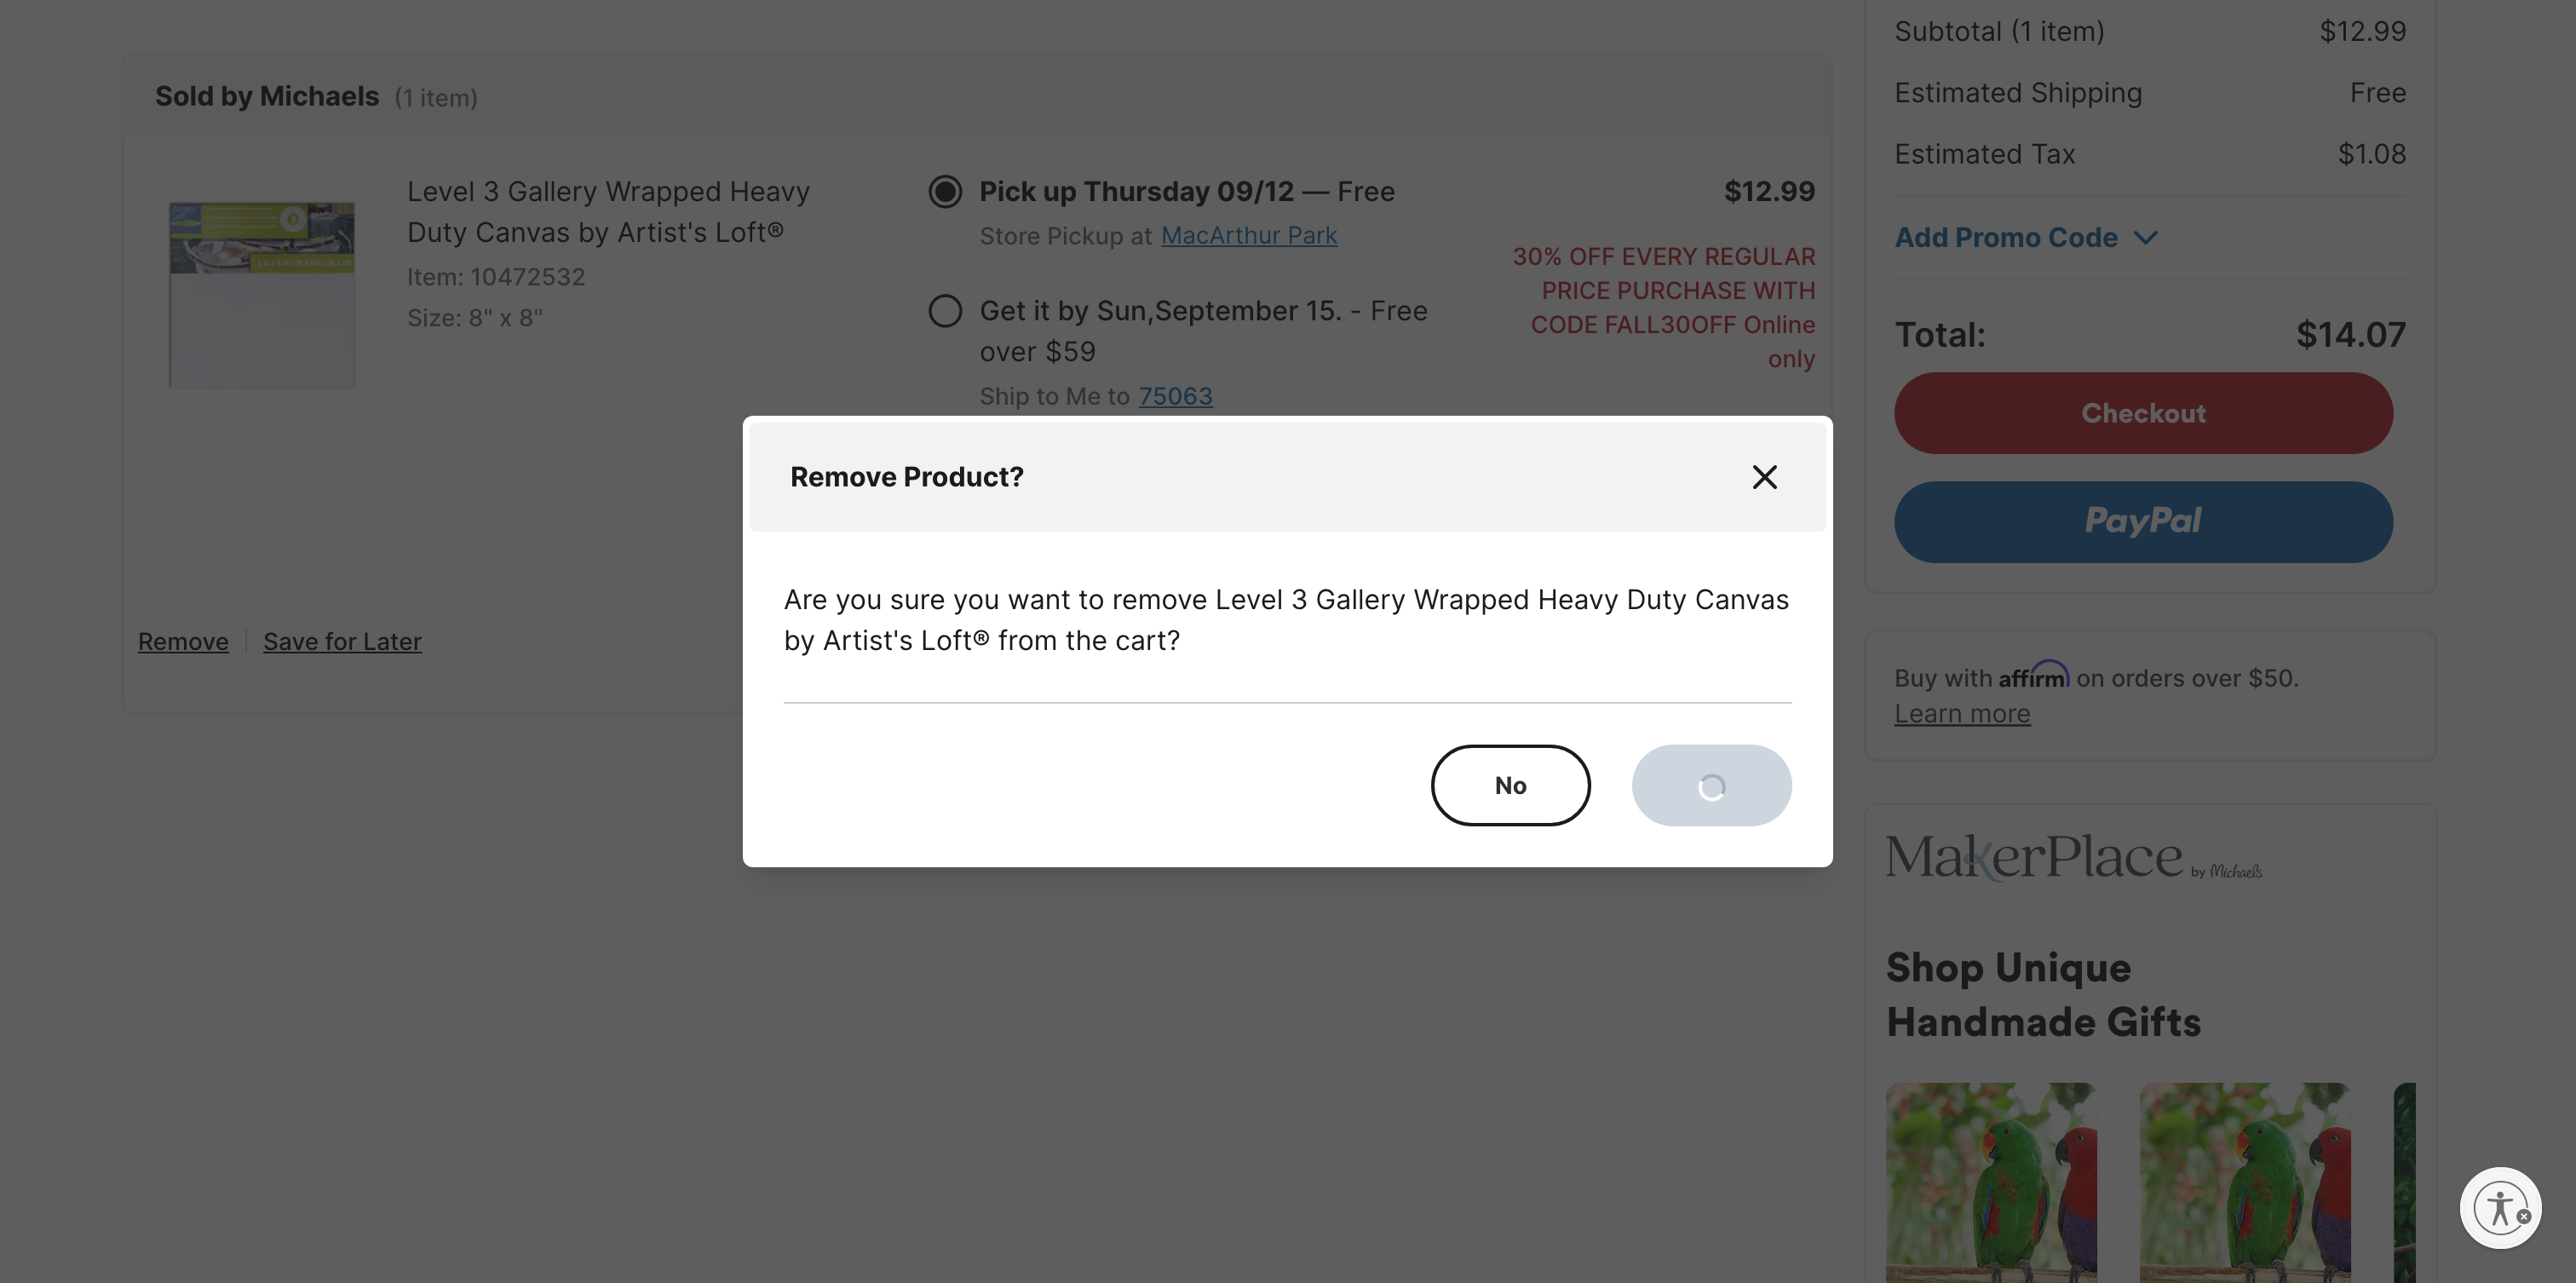 Sold by Michaels (1 item)
Level 3 Gallery Wrapped Heavy
Duty Canvas by Artist's Loft®
Item: 10472532
Size: 8" x 8"
Remove
Save for Later
Pick up Thursday 09/12 — Free
Store Pickup at MacArthur Park
Get it by Sun,September 15. - Free
over $59
Ship to Me to 75063
$12.99
30% OFF EVERY REGULAR
PRICE PURCHASE WITH
CODE FALL30OFF Online
only
Remove Product?
Are you sure you want to remove Level 3 Gallery Wrapped Heavy Duty Canvas
by Artist's Loft® from the cart?
No
Subtotal (1 item) $12.99
Estimated Shipping Free
Estimated Tax $1.08
Add Promo Code
Total: $14.07
Checkout
PayPal
Buy with affirm on orders over $50.
Learn more
MakerPlace by Michaels
Shop Unique
Handmade Gifts